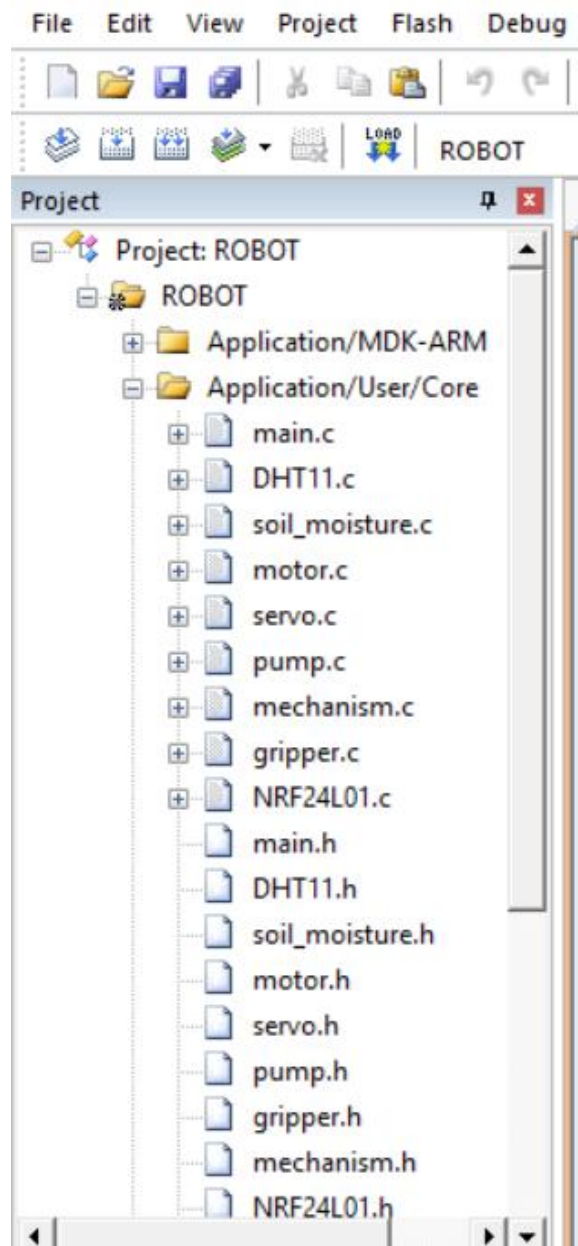 File Edit View Project Flash Debug
LOAD ROBOT
Project
Project: ROBOT
ROBOT
Application/MDK-ARM
Application/User/Core
main.c
DHT11.c
soil_moisture.c
motor.c
servo.c
pump.c
mechanism.c
gripper.c
NRF24L01.c
main.h
DHT11.h
soil_moisture.h
motor.h
servo.h
pump.h
gripper.h
mechanism.h
NRF24L01.h